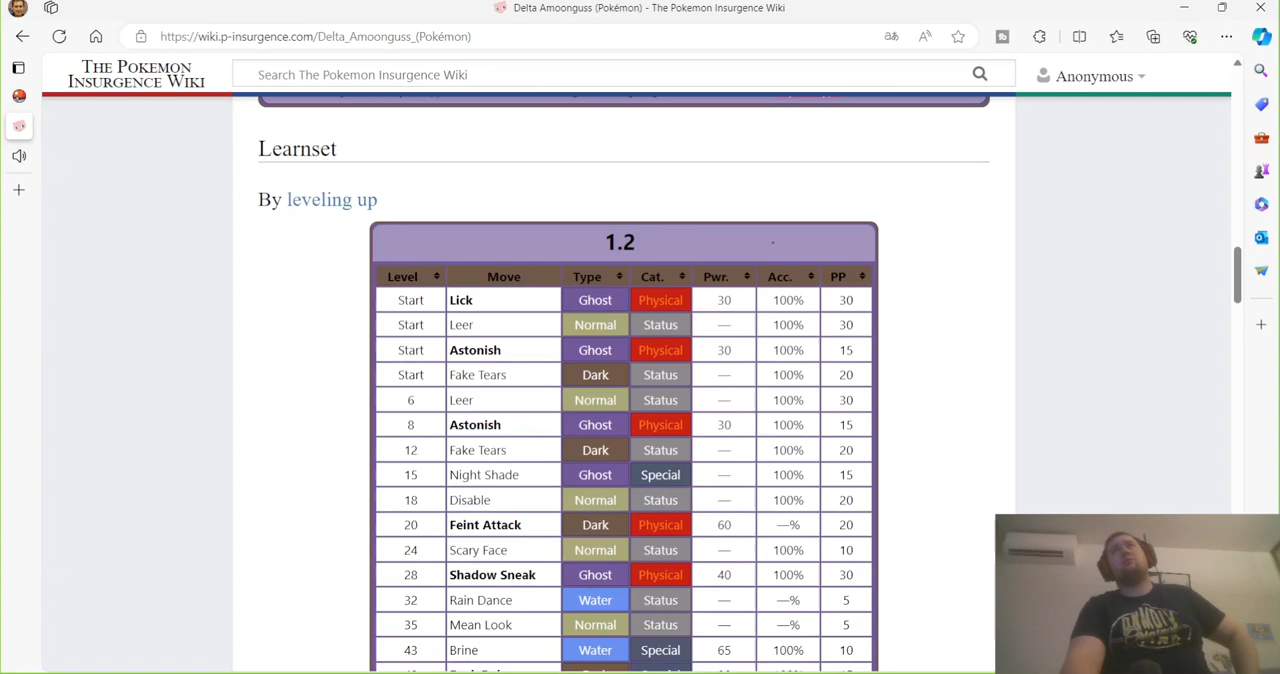 Delta Amoonguss (Pokémon) - The Pokemon Insurgence Wiki
https://wiki.p-insurgence.com/Delta_Amoonguss_(Pokémon)
THE POKEMON
INSURGENCE WIKI
Search The Pokemon Insurgence Wiki
Anonymous
Learnset
By leveling up
1.2
Level Move Type Cat. Pwr. Acc. PP
Start Lick Ghost Physical 30 100% 30
Start Leer Normal Status — 100% 30
Start Astonish Ghost Physical 30 100% 15
Start Fake Tears Dark Status — 100% 20
6 Leer Normal Status — 100% 30
8 Astonish Ghost Physical 30 100% 15
12 Fake Tears Dark Status — 100% 20
15 Night Shade Ghost Special — 100% 15
18 Disable Normal Status — 100% 20
20 Feint Attack Dark Physical 60 —% 20
24 Scary Face Normal Status — 100% 10
28 Shadow Sneak Ghost Physical 40 100% 30
32 Rain Dance Water Status — —% 5
35 Mean Look Normal Status — —% 5
43 Brine Water Special 65 100% 10